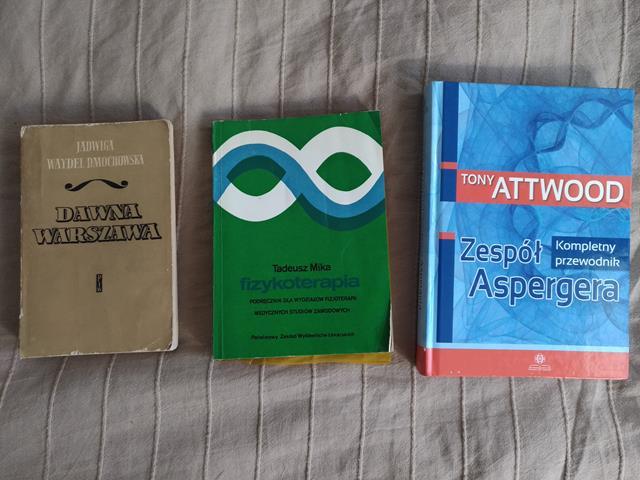 JADWIGA
WAYDEL DMOCHOWSKA
DAWNA
WARSZAWA
Tadeusz Mika
fizykoterapia
PODRĘCZNIK DLA WYDZIAŁÓW FIZJOTERAPII
MEDYCZNYCH STUDIÓW ZAWODOWYCH
Państwowy Zakład Wydawnictw Lekarskich
TONY ATTWOOD
Zespół
Aspergera
Kompletny
przewodnik